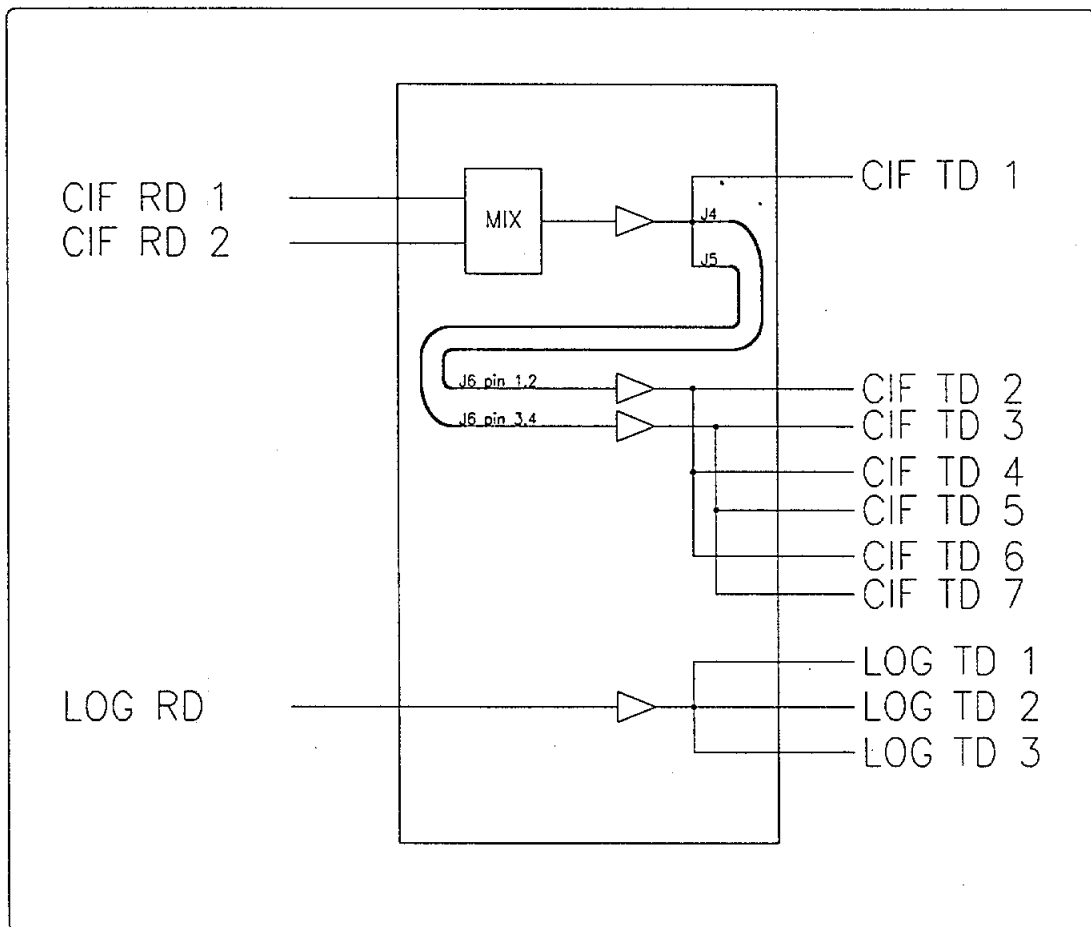 CIF RD 1
CIF RD 2
MIX
J4
J5
CIF TD 1
J6 pin 1,2
J6 pin 3,4
CIF TD 2
CIF TD 3
CIF TD 4
CIF TD 5
CIF TD 6
CIF TD 7
LOG RD
LOG TD 1
LOG TD 2
LOG TD 3